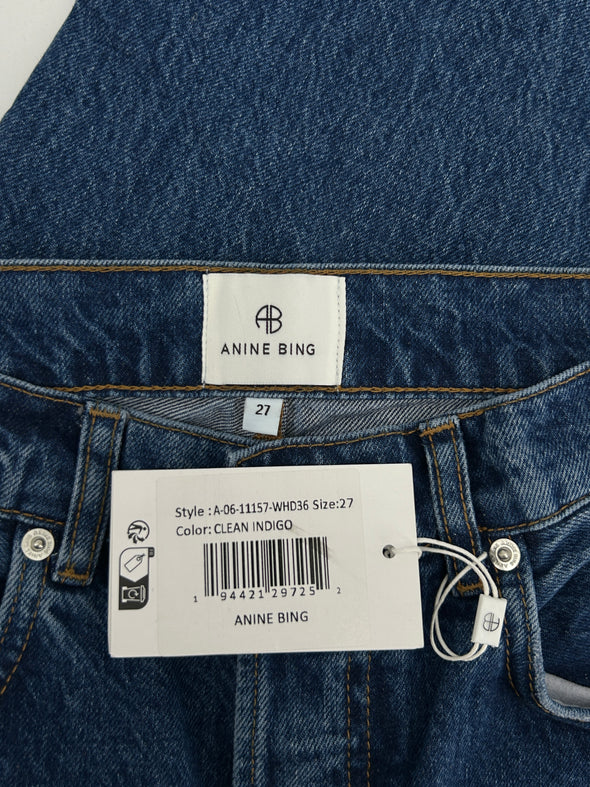 AB
ANINE BING
27
Style : A-06-11157-WHD36 Size:27
Color: CLEAN INDIGO
1 94421 29725 2
ANINE BING
AB